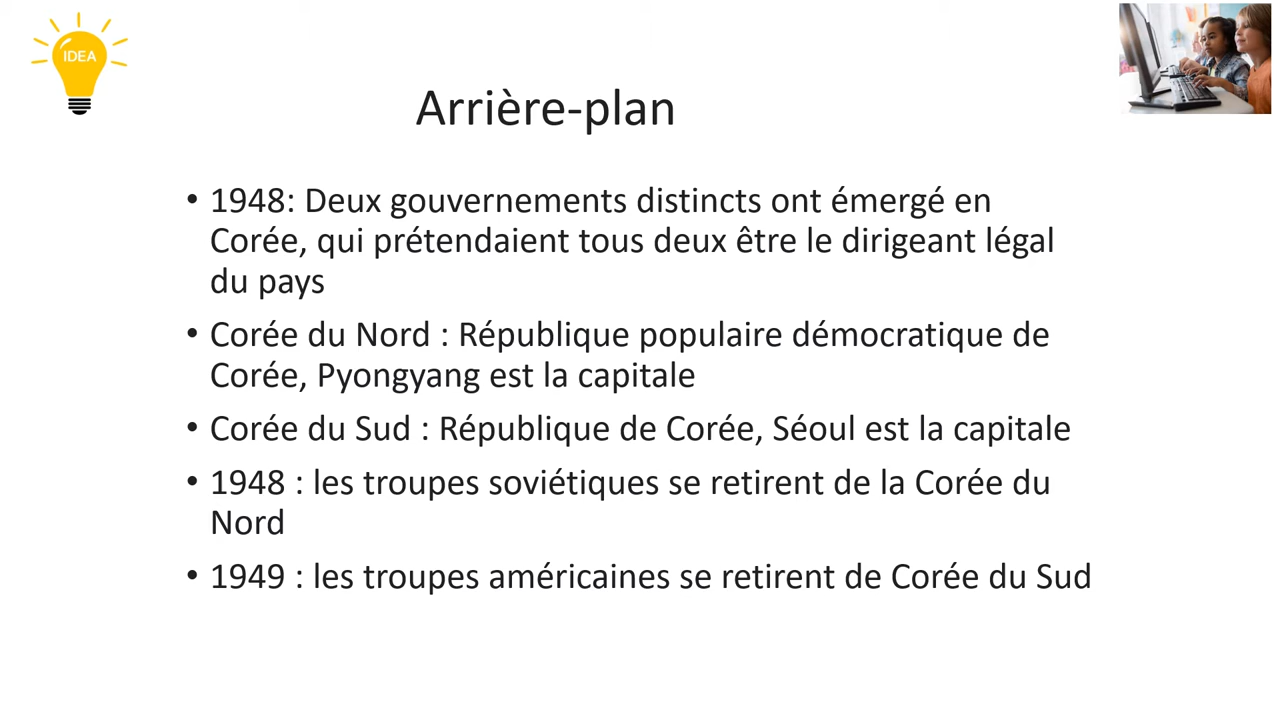 IDEA
Arrière-plan
• 1948: Deux gouvernements distincts ont émergé en
Corée, qui prétendaient tous deux être le dirigeant légal
du pays
• Corée du Nord : République populaire démocratique de
Corée, Pyongyang est la capitale
• Corée du Sud : République de Corée, Séoul est la capitale
• 1948 : les troupes soviétiques se retirent de la Corée du
Nord
• 1949 : les troupes américaines se retirent de Corée du Sud